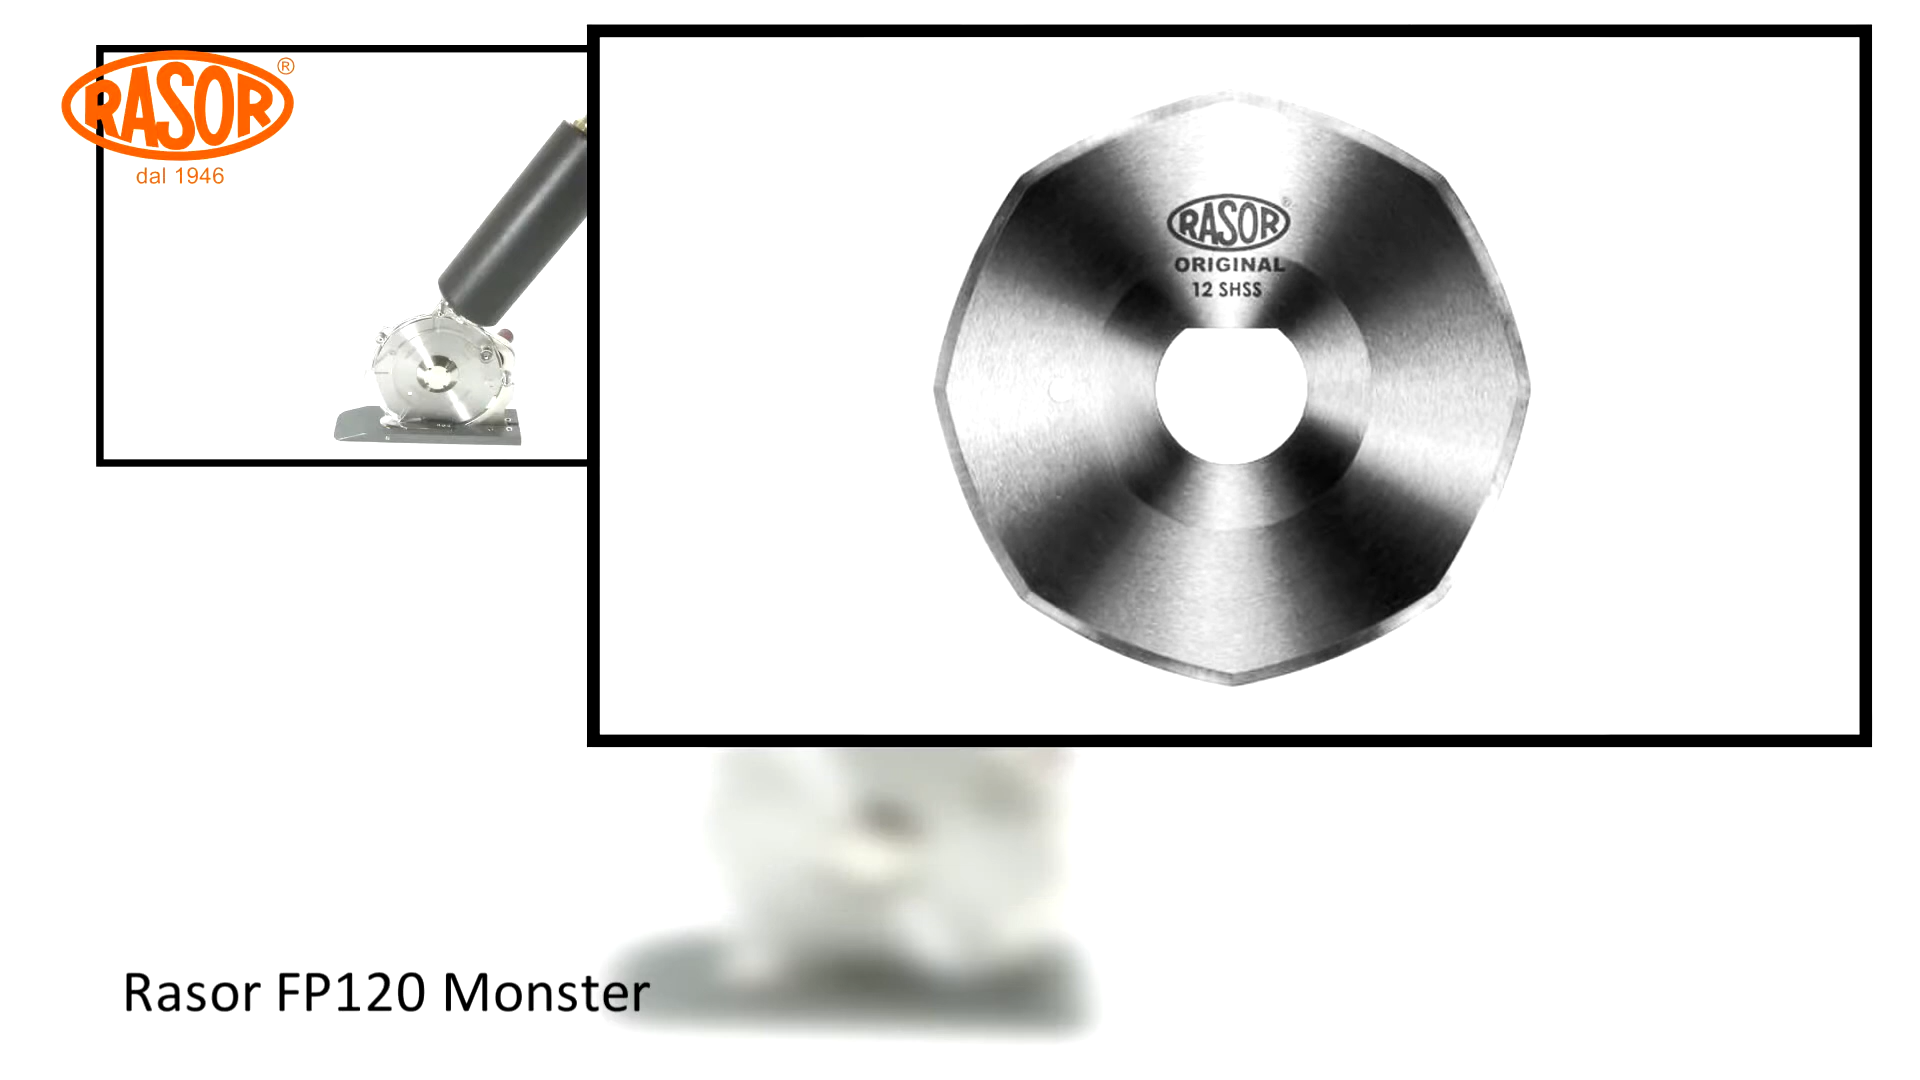 RASOR®
dal 1946
RASOR®
ORIGINAL
12 SHSS
Rasor FP120 Monster